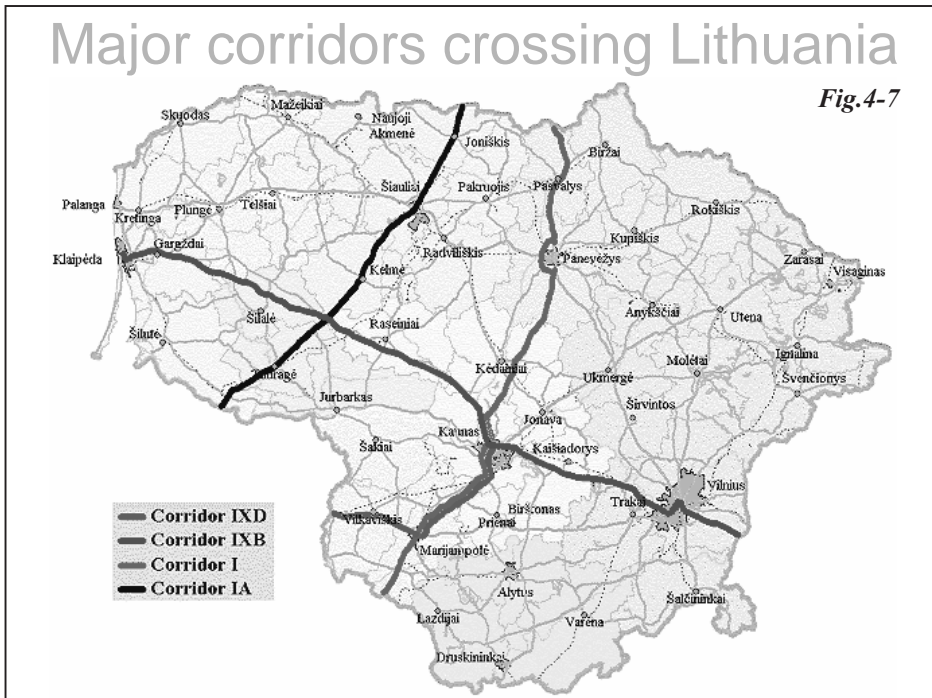 Major corridors crossing Lithuania
Fig.4-7
Skuodas
Mažeikiai
Naujoji
Akmenė
Joniškis
Biržai
Palanga
Kretinga
Plungė
Telšiai
Šiauliai
Pakruojis
Pasvalys
Rokiškis
Klaipėda
Gargždai
Radviliškis
Kupiškis
Panevėžys
Zarasai
Visaginas
Kelmė
Šilalė
Raseiniai
Anykščiai
Utena
Šilutė
Tauragė
Kėdainiai
Ukmergė
Molėtai
Ignalina
Švenčionys
Jurbarkas
Jonava
Širvintos
Kaunas
Šakiai
Kaišiadorys
Vilnius
Trakai
Vilkaviškis
Birštonas
Prienai
Marijampolė
Corridor IXD
Corridor IXB
Corridor I
Corridor IA
Alytus
Šalčininkai
Lazdijai
Varėna
Druskininkai